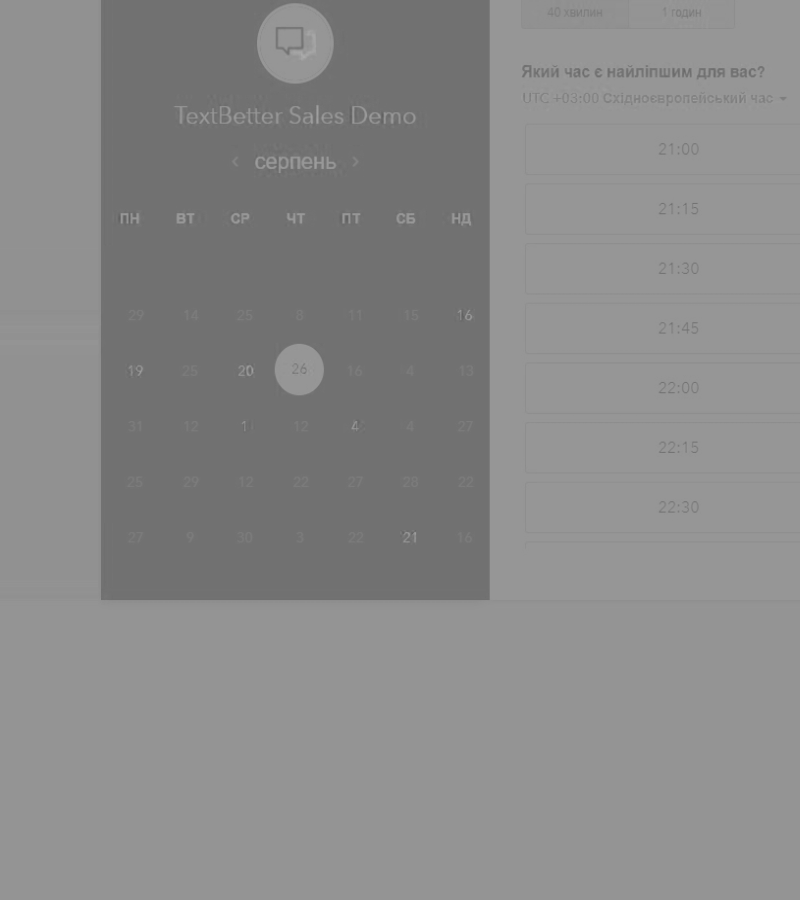 40 хвилин 1 годин
TextBetter Sales Demo
‹ серпень ›
ПН ВТ СР ЧТ ПТ СБ НД
29 14 25 8 11 15 16
19 25 20 26 16 4 13
31 12 1 12 4 4 27
25 29 12 22 27 28 22
27 9 30 3 22 21 16
Який час є найліпшим для вас?
UTC +03:00 Східноєвропейський час
21:00
21:15
21:30
21:45
22:00
22:15
22:30